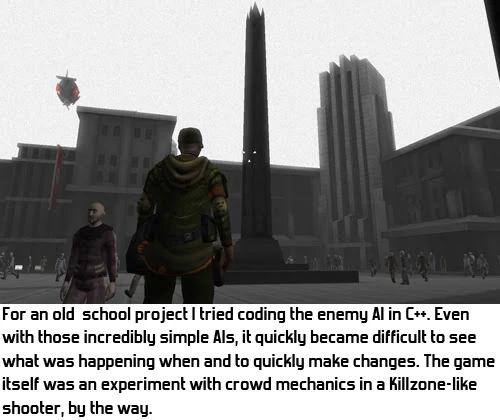 For an old school project I tried coding the enemy AI in C++. Even
with those incredibly simple AIs, it quickly became difficult to see
what was happening when and to quickly make changes. The game
itself was an experiment with crowd mechanics in a Killzone-like
shooter, by the way.